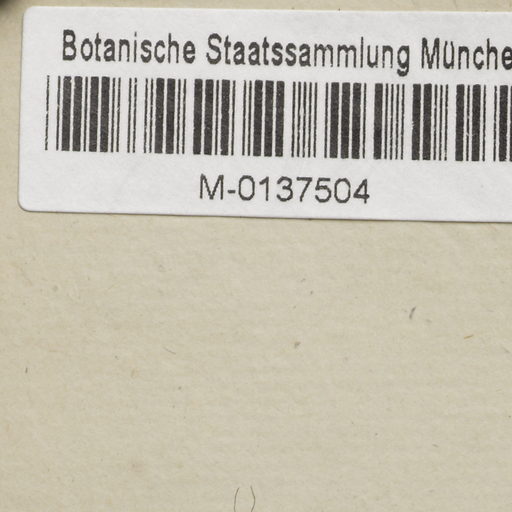 Botanische Staatssammlung Münche
M-0137504
()